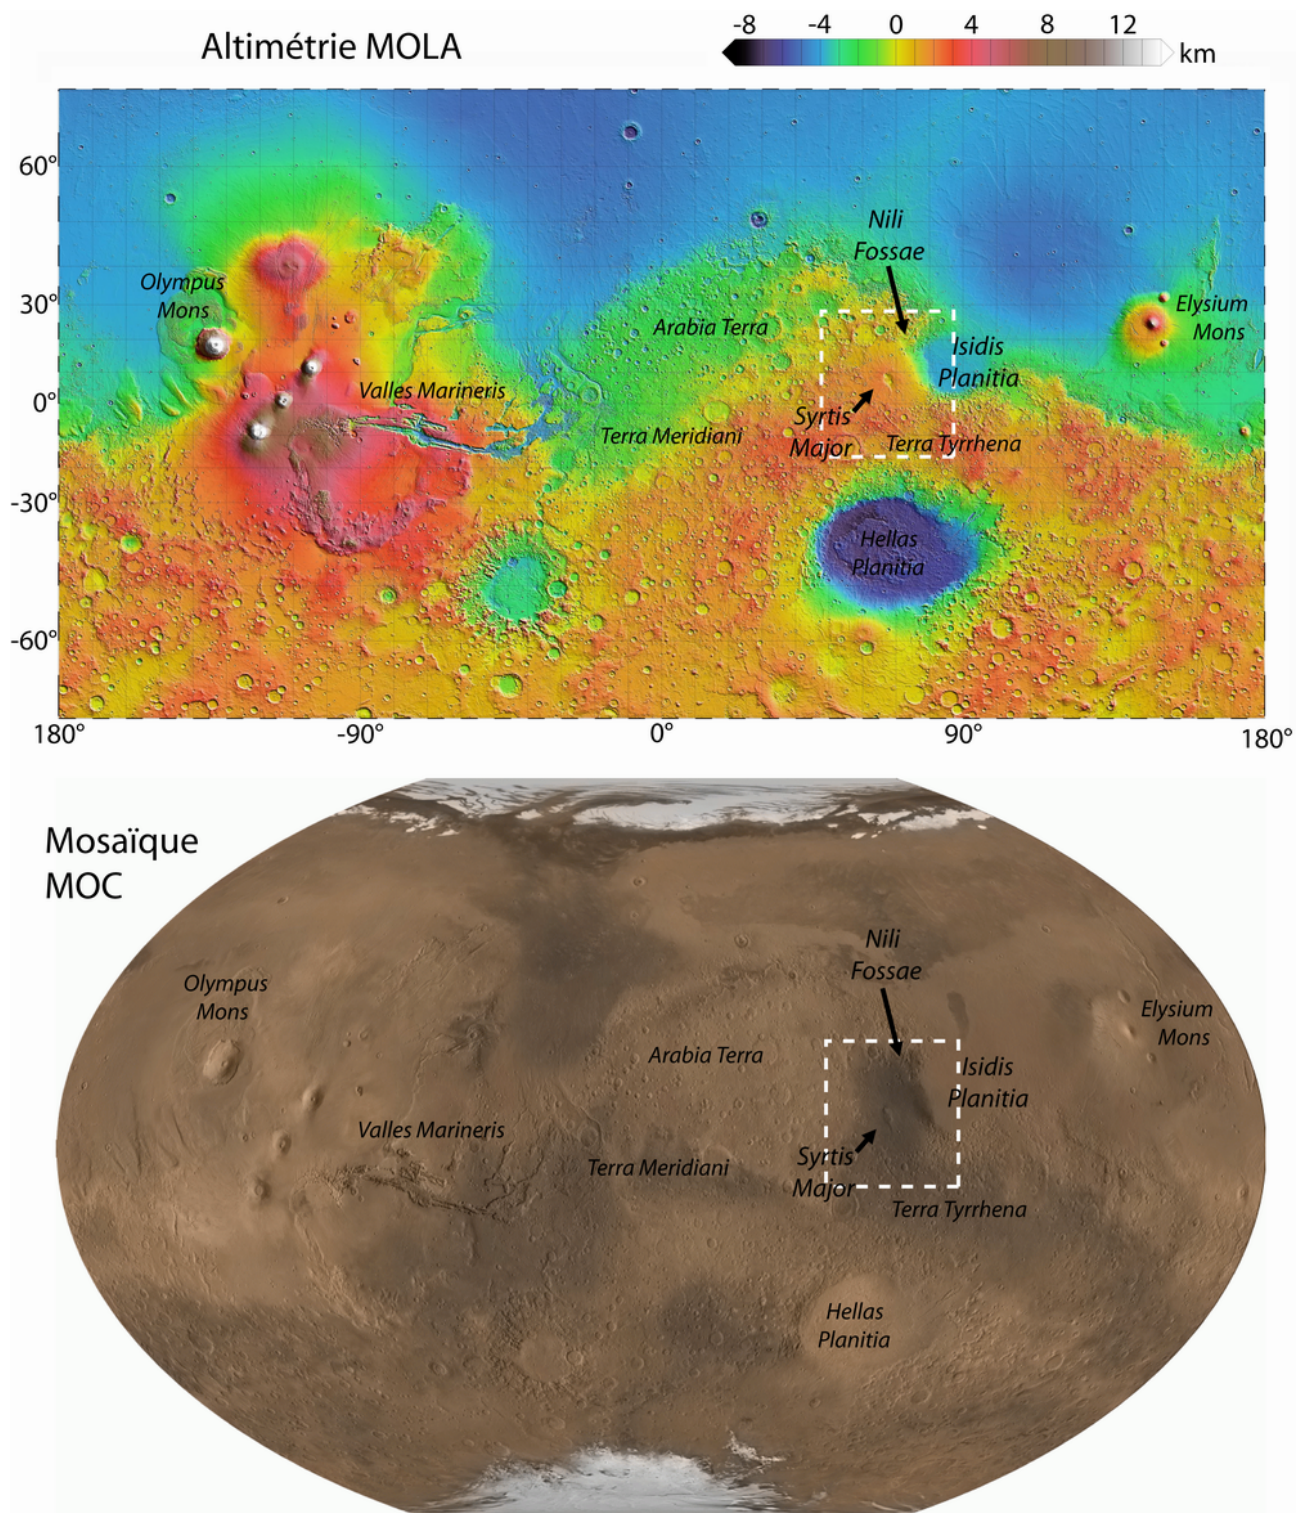 Altimétrie MOLA
-8 -4 0 4 8 12
km
60°
30°
0°
-30°
-60°
180° -90° 0° 90° 180°
Olympus
Mons
Valles Marineris
Arabia Terra
Terra Meridiani
Nili
Fossae
Isidis
Planitia
Syrtis
Major
Terra Tyrrhena
Hellas
Planitia
Elysium
Mons
Mosaïque
MOC
Olympus
Mons
Valles Marineris
Arabia Terra
Terra Meridiani
Nili
Fossae
Isidis
Planitia
Syrtis
Major
Terra Tyrrhena
Hellas
Planitia
Elysium
Mons